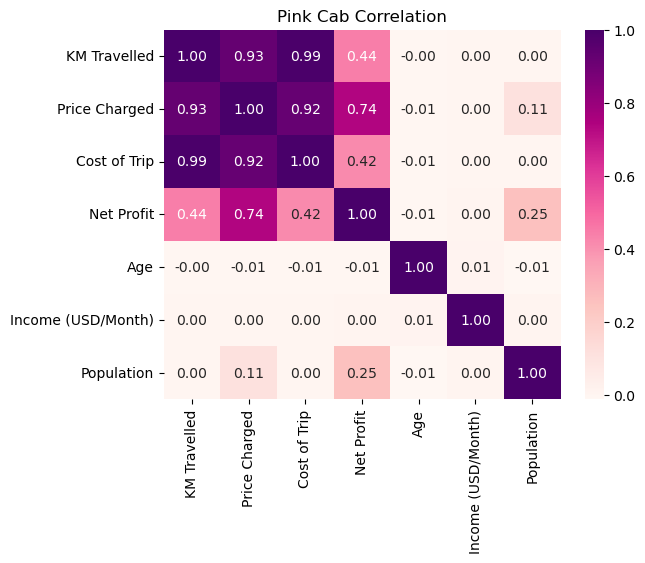 Pink Cab Correlation
KM Travelled 1.00 0.93 0.99 0.44 -0.00 0.00 0.00
Price Charged 0.93 1.00 0.92 0.74 -0.01 0.00 0.11
Cost of Trip 0.99 0.92 1.00 0.42 -0.01 0.00 0.00
Net Profit 0.44 0.74 0.42 1.00 -0.01 0.00 0.25
Age -0.00 -0.01 -0.01 -0.01 1.00 0.01 -0.01
Income (USD/Month) 0.00 0.00 0.00 0.00 0.01 1.00 0.00
Population 0.00 0.11 0.00 0.25 -0.01 0.00 1.00
KM Travelled
Price Charged
Cost of Trip
Net Profit
Age
Income (USD/Month)
Population
1.0
0.8
0.6
0.4
0.2
0.0